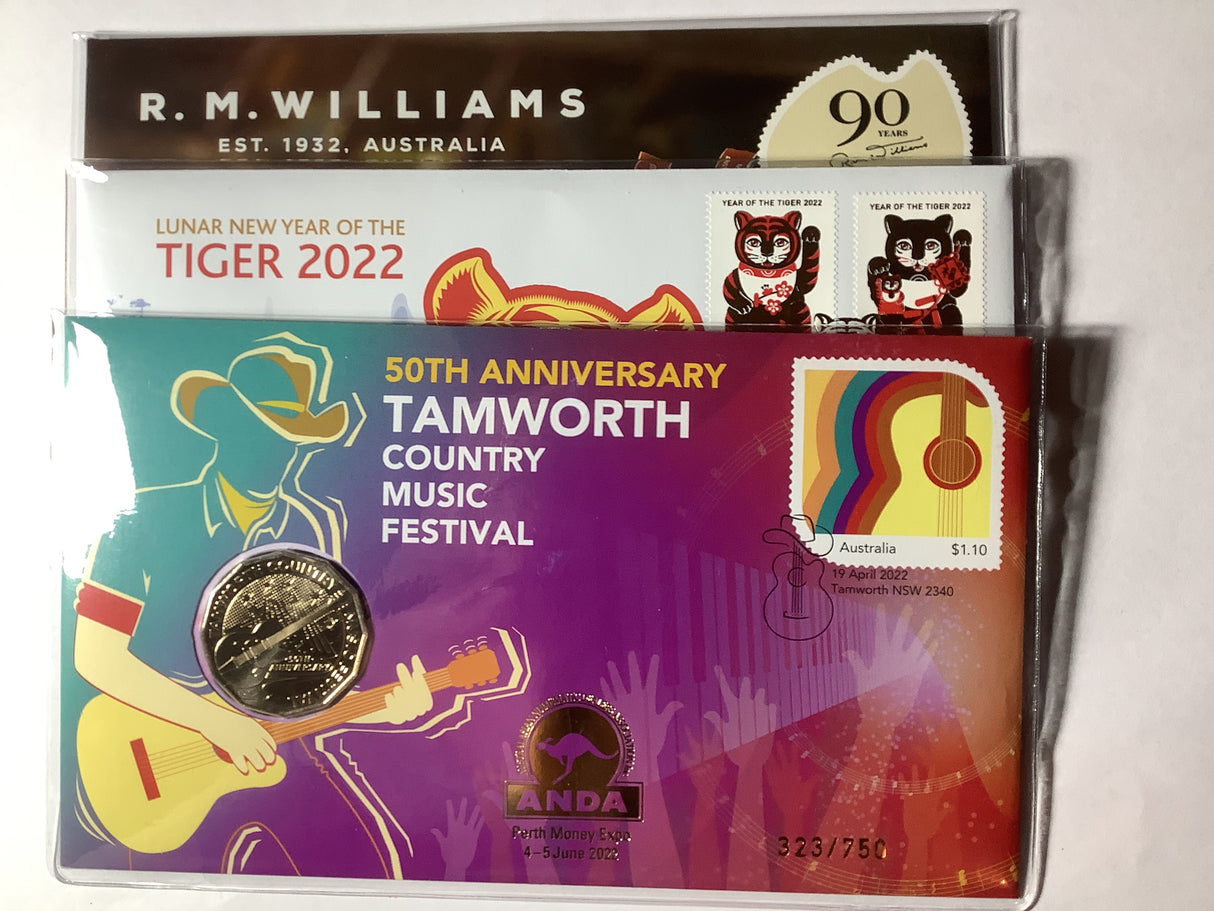 R. M. WILLIAMS
EST. 1932, AUSTRALIA
90
YEARS
LUNAR NEW YEAR OF THE
TIGER 2022
YEAR OF THE TIGER 2022
YEAR OF THE TIGER 2022
50TH ANNIVERSARY
TAMWORTH
COUNTRY
MUSIC
FESTIVAL
Australia
$1.10
19 April 2022
Tamworth NSW 2340
50TH
ANNIVERSARY
ANDA
Perth Money Expo
4–5 June 2022
323/750